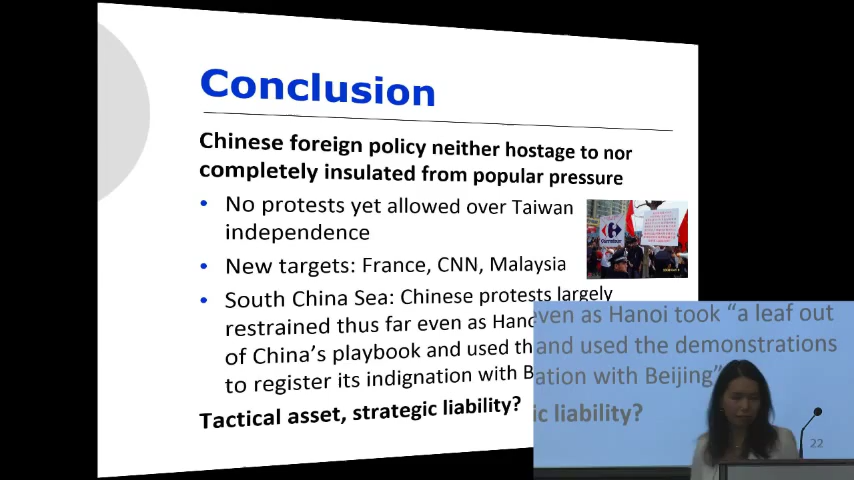 Conclusion
Chinese foreign policy neither hostage to nor
completely insulated from popular pressure
• No protests yet allowed over Taiwan
independence
• New targets: France, CNN, Malaysia
• South China Sea: Chinese protests largely
restrained thus far even as Hano
of China's playbook and used th
to register its indignation with B
Tactical asset, strategic liability?
Carrefour
ven as Hanoi took “a leaf out
and used the demonstrations
ation with Beijing”
ic liability?
22